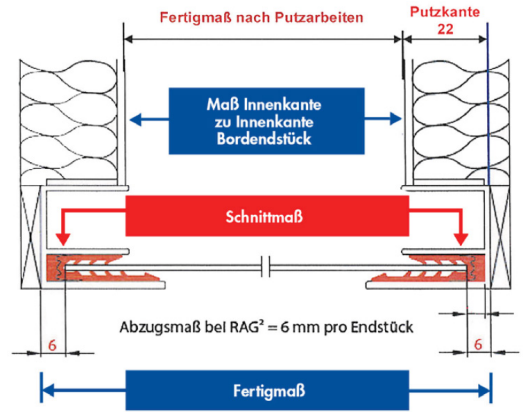 Fertigmaß nach Putzarbeiten
Putzkante
22
Maß Innenkante
zu Innenkante
Bordendstück
Schnittmaß
Abzugsmaß bei RAG² = 6 mm pro Endstück
6
6
Fertigmaß